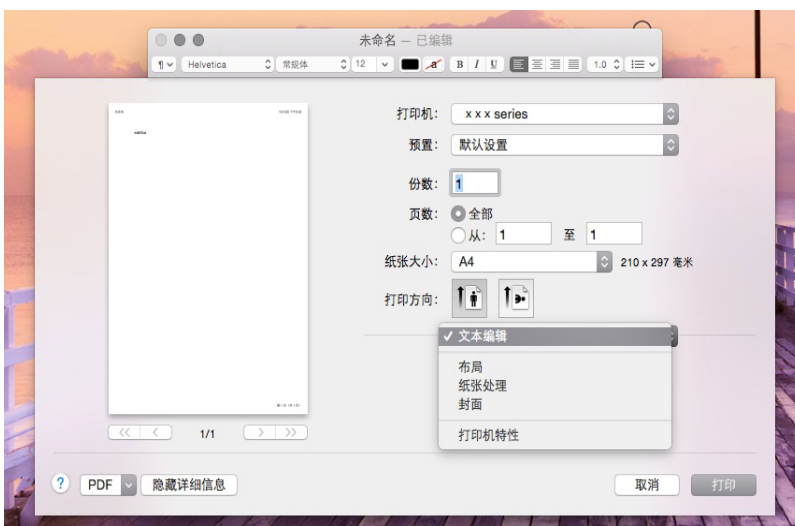 未命名 — 已编辑
¶ Helvetica 常规体 12 a B I U 1.0
打印机: x x x series
预置: 默认设置
份数: 1
页数: 全部
从: 1 至 1
纸张大小: A4 210 x 297 毫米
打印方向:
✓ 文本编辑
布局
纸张处理
封面
打印机特性
1/1
? PDF 隐藏详细信息 取消 打印